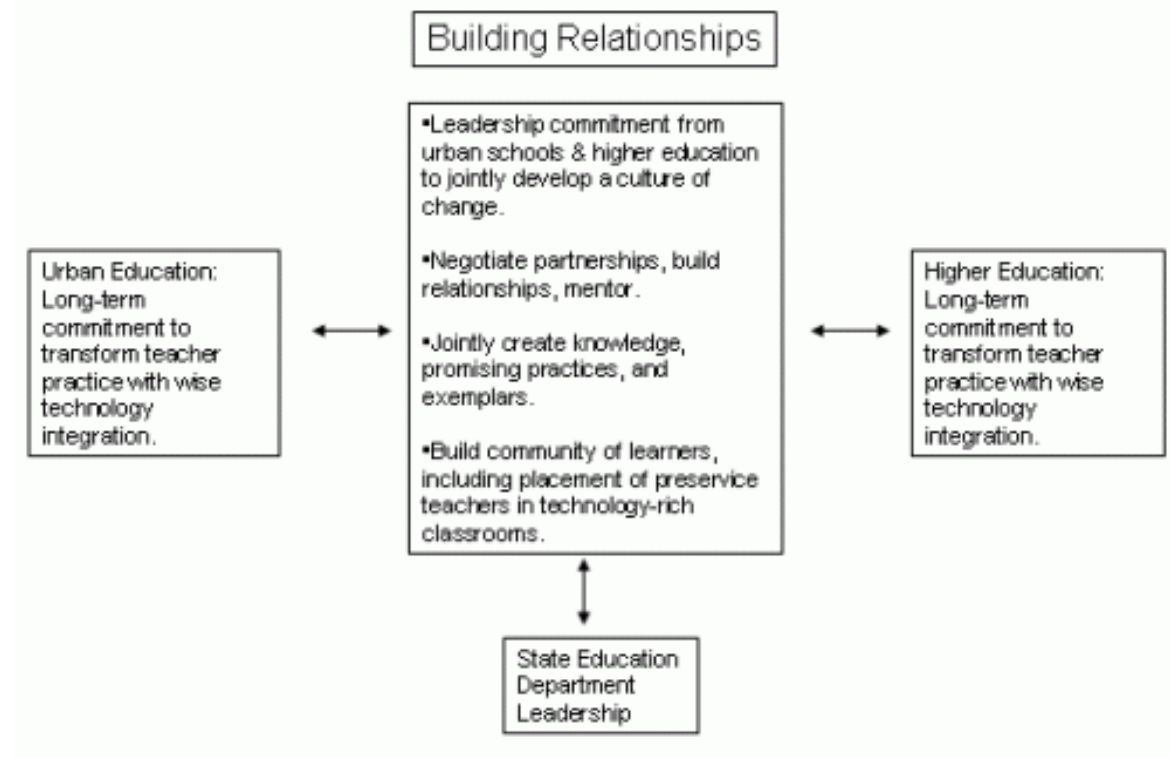 Building Relationships
▪Leadership commitment from
urban schools & higher education
to jointly develop a culture of
change.
▪Negotiate partnerships, build
relationships, mentor.
▪Jointly create knowledge,
promising practices, and
exemplars.
▪Build community of learners,
including placement of preservice
teachers in technology-rich
classrooms.
Urban Education:
Long-term
commitment to
transform teacher
practice with wise
technology
integration.
Higher Education:
Long-term
commitment to
transform teacher
practice with wise
technology
integration.
State Education
Department
Leadership